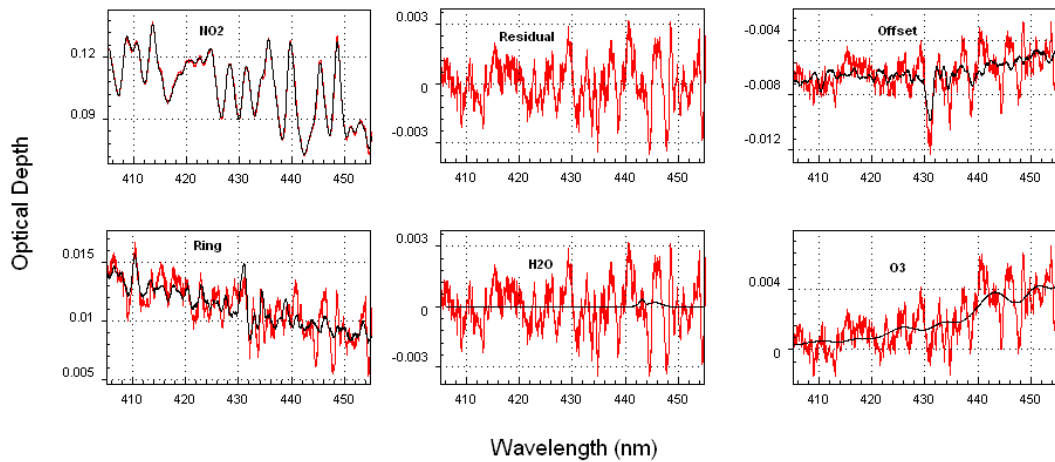 NO2
0.12
0.09
410 420 430 440 450
Residual
0.003
0
-0.003
410 420 430 440 450
Offset
-0.004
-0.008
-0.012
410 420 430 440 450
Optical Depth
Ring
0.015
0.01
0.005
410 420 430 440 450
H2O
0.003
0
-0.003
410 420 430 440 450
O3
0.004
0
410 420 430 440 450
Wavelength (nm)